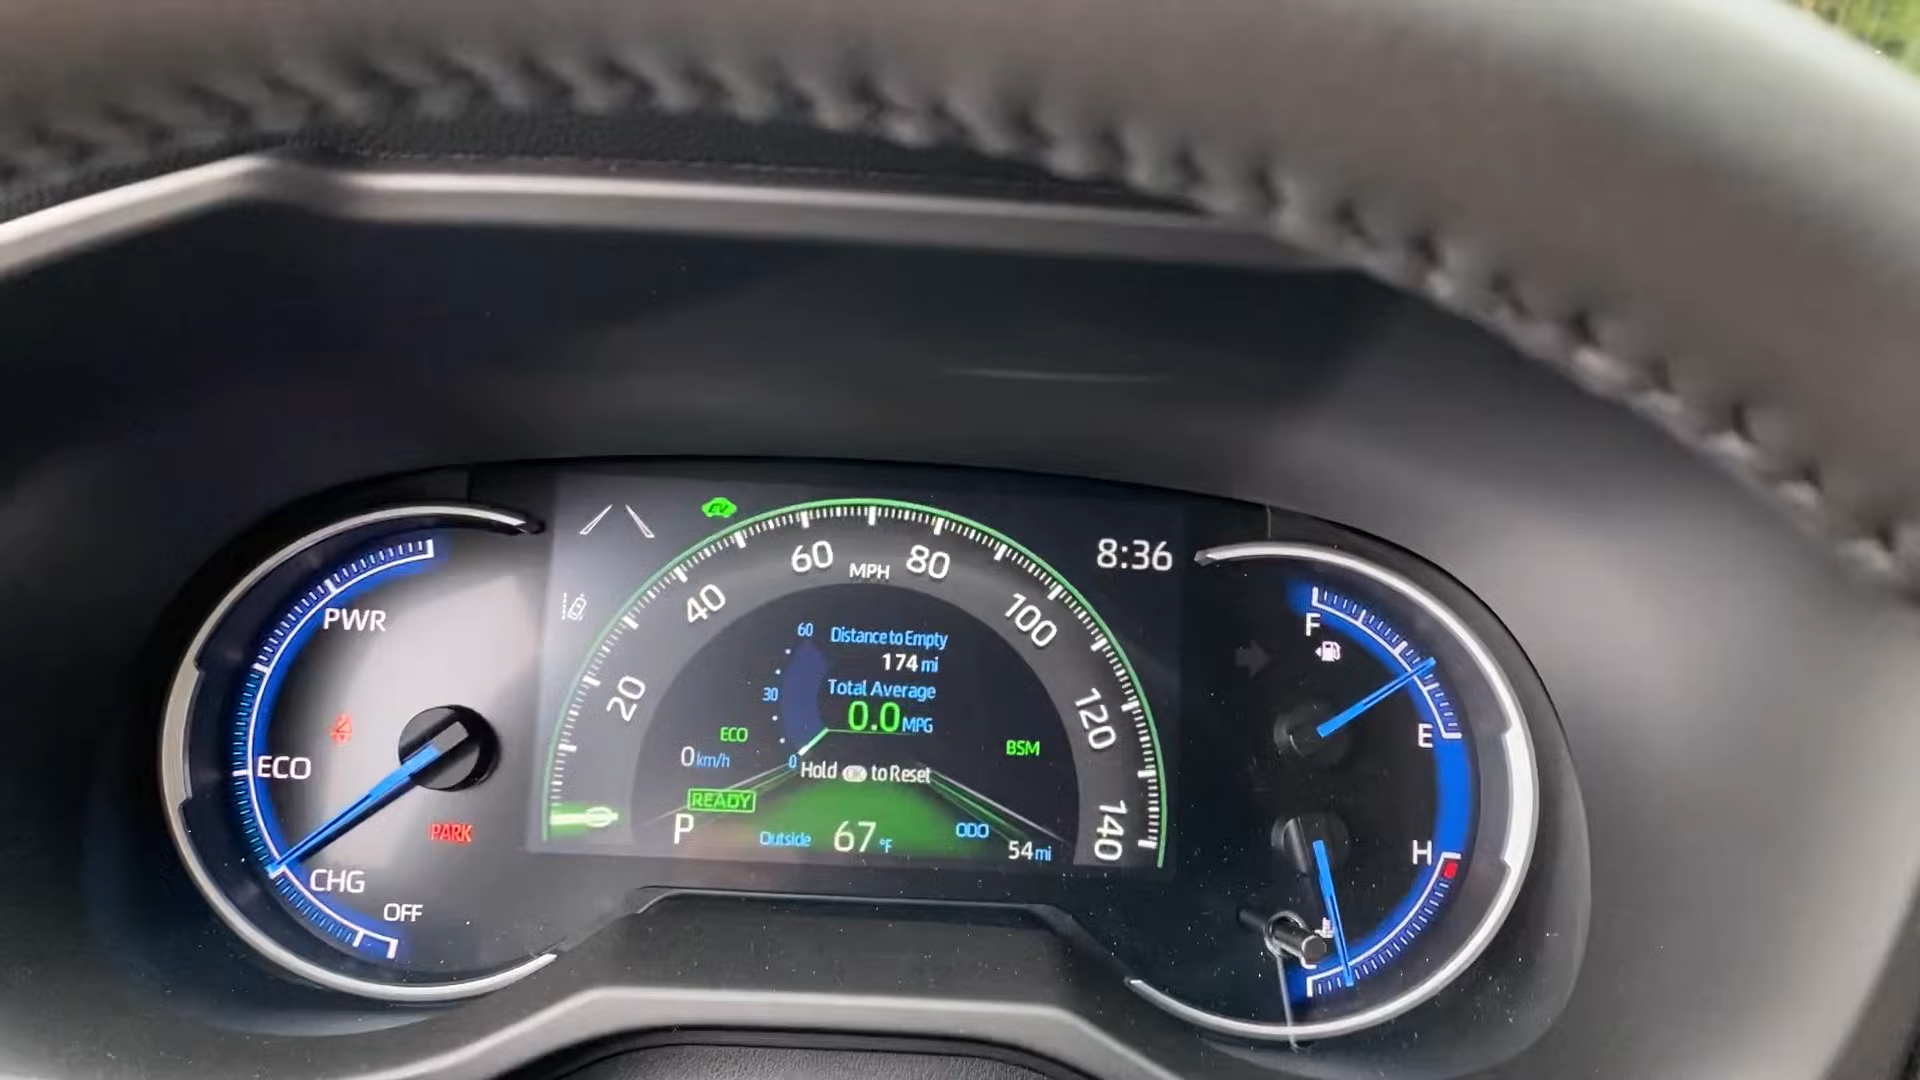 EV
8:36
60
80
MPH
40
100
20
120
140
PWR
ECO
CHG
OFF
PARK
60
30
0
Distance to Empty
174 mi
Total Average
0.0 MPG
Hold OK to Reset
ECO
0 km/h
BSM
READY
P
Outside 67 °F
ODO
54 mi
F
E
H